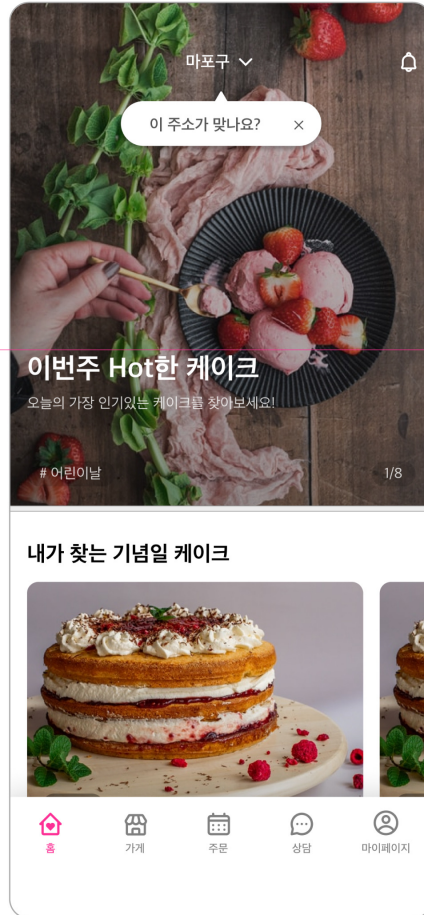 마포구
이 주소가 맞나요?
이번주 Hot한 케이크
오늘의 가장 인기있는 케이크를 찾아보세요!
# 어린이날
1/8
내가 찾는 기념일 케이크
홈
가게
주문
상담
마이페이지